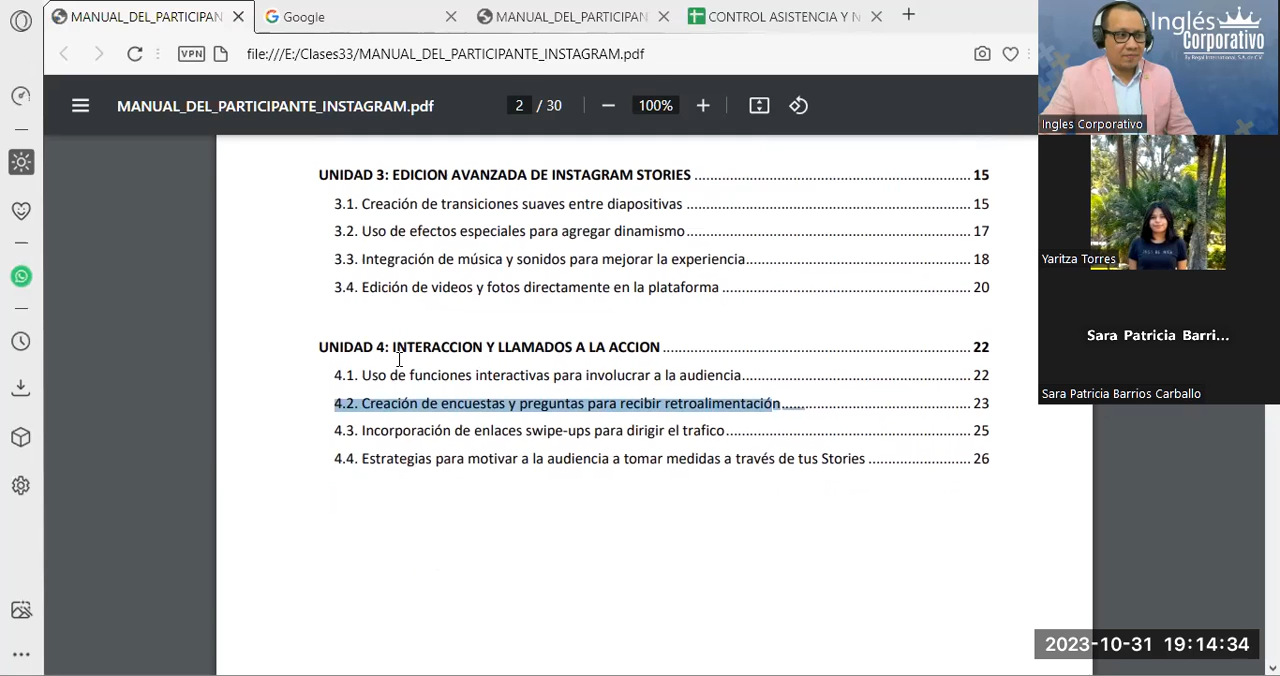 MANUAL_DEL_PARTICIPAN
Google
MANUAL_DEL_PARTICIPAN
CONTROL ASISTENCIA Y N
VPN
file:///E:/Clases33/MANUAL_DEL_PARTICIPANTE_INSTAGRAM.pdf
MANUAL_DEL_PARTICIPANTE_INSTAGRAM.pdf
2 / 30
100%
UNIDAD 3: EDICION AVANZADA DE INSTAGRAM STORIES 15
3.1. Creación de transiciones suaves entre diapositivas 15
3.2. Uso de efectos especiales para agregar dinamismo 17
3.3. Integración de música y sonidos para mejorar la experiencia 18
3.4. Edición de videos y fotos directamente en la plataforma 20
UNIDAD 4: INTERACCION Y LLAMADOS A LA ACCION 22
4.1. Uso de funciones interactivas para involucrar a la audiencia 22
4.2. Creación de encuestas y preguntas para recibir retroalimentación 23
4.3. Incorporación de enlaces swipe-ups para dirigir el trafico 25
4.4. Estrategias para motivar a la audiencia a tomar medidas a través de tus Stories 26
Inglés
Corporativo
Ingles Corporativo
Yaritza Torres
Sara Patricia Barri...
Sara Patricia Barrios Carballo
2023-10-31 19:14:34